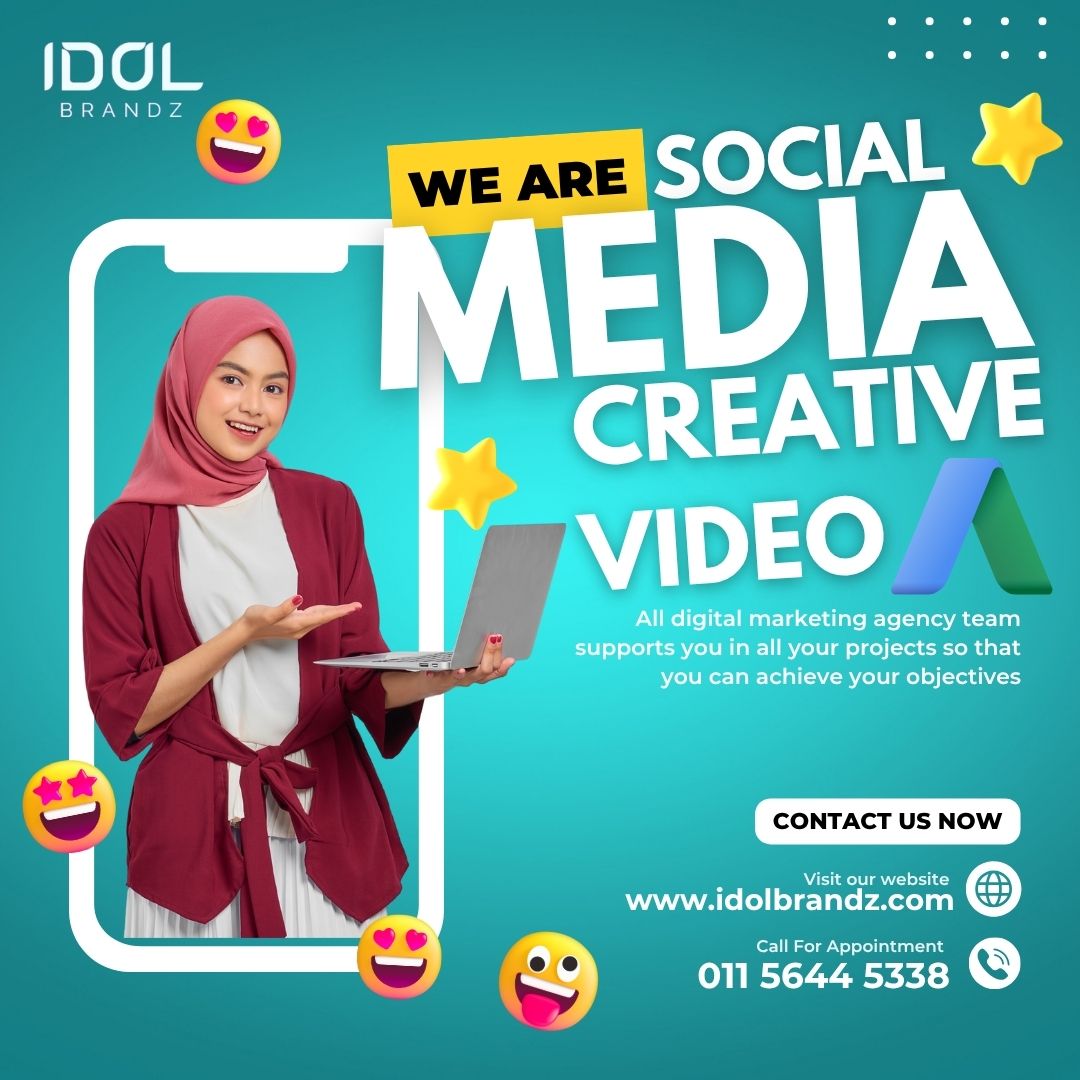 IDOL
BRANDZ
WE ARE SOCIAL
MEDIA
CREATIVE
VIDEO
All digital marketing agency team
supports you in all your projects so that
you can achieve your objectives
CONTACT US NOW
Visit our website
www.idolbrandz.com
Call For Appointment
011 5644 5338